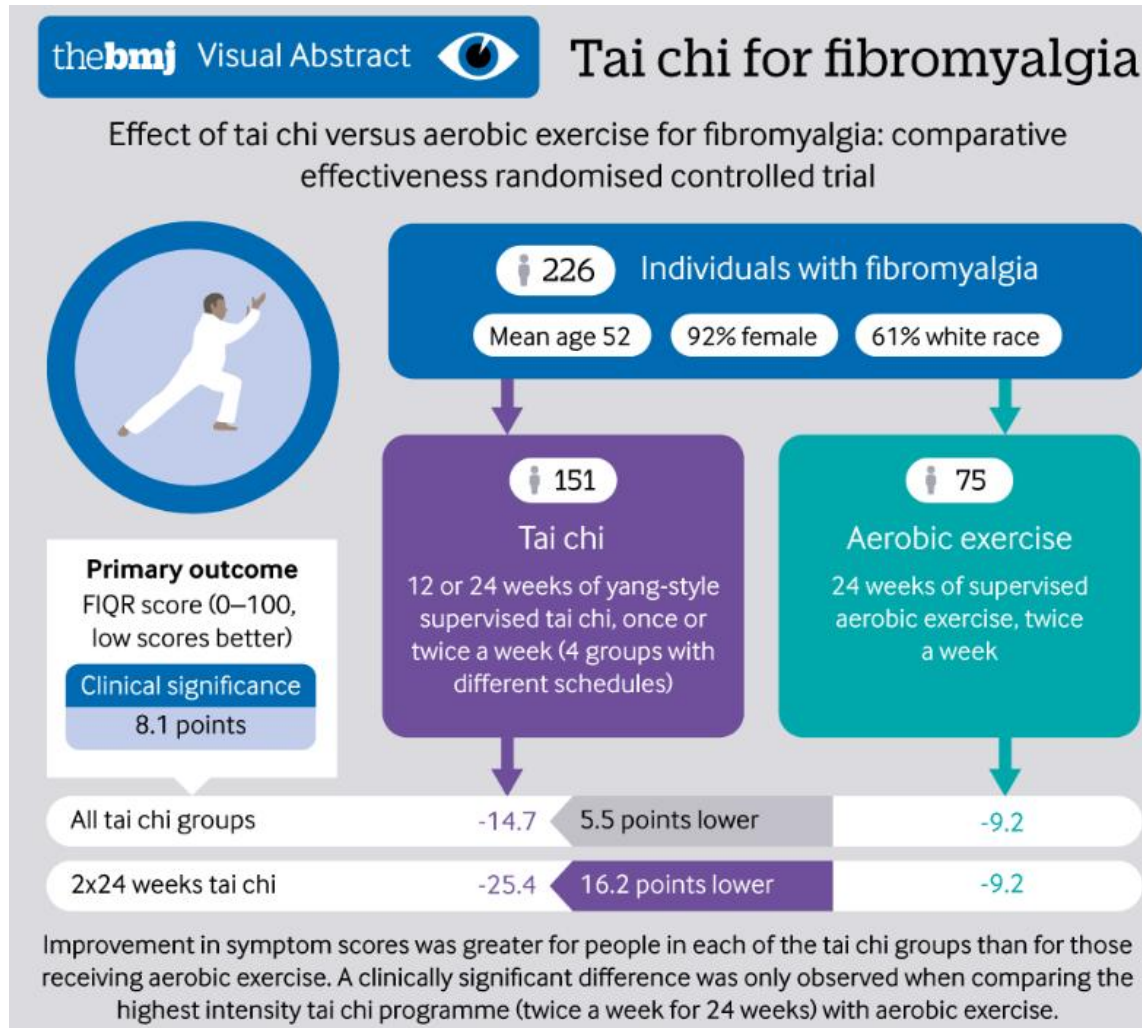 thebmj Visual Abstract
Tai chi for fibromyalgia
Effect of tai chi versus aerobic exercise for fibromyalgia: comparative
effectiveness randomised controlled trial
226 Individuals with fibromyalgia
Mean age 52 92% female 61% white race
151
Tai chi
12 or 24 weeks of yang-style
supervised tai chi, once or
twice a week (4 groups with
different schedules)
75
Aerobic exercise
24 weeks of supervised
aerobic exercise, twice
a week
Primary outcome
FIQR score (0–100,
low scores better)
Clinical significance
8.1 points
All tai chi groups -14.7 5.5 points lower -9.2
2x24 weeks tai chi -25.4 16.2 points lower -9.2
Improvement in symptom scores was greater for people in each of the tai chi groups than for those
receiving aerobic exercise. A clinically significant difference was only observed when comparing the
highest intensity tai chi programme (twice a week for 24 weeks) with aerobic exercise.